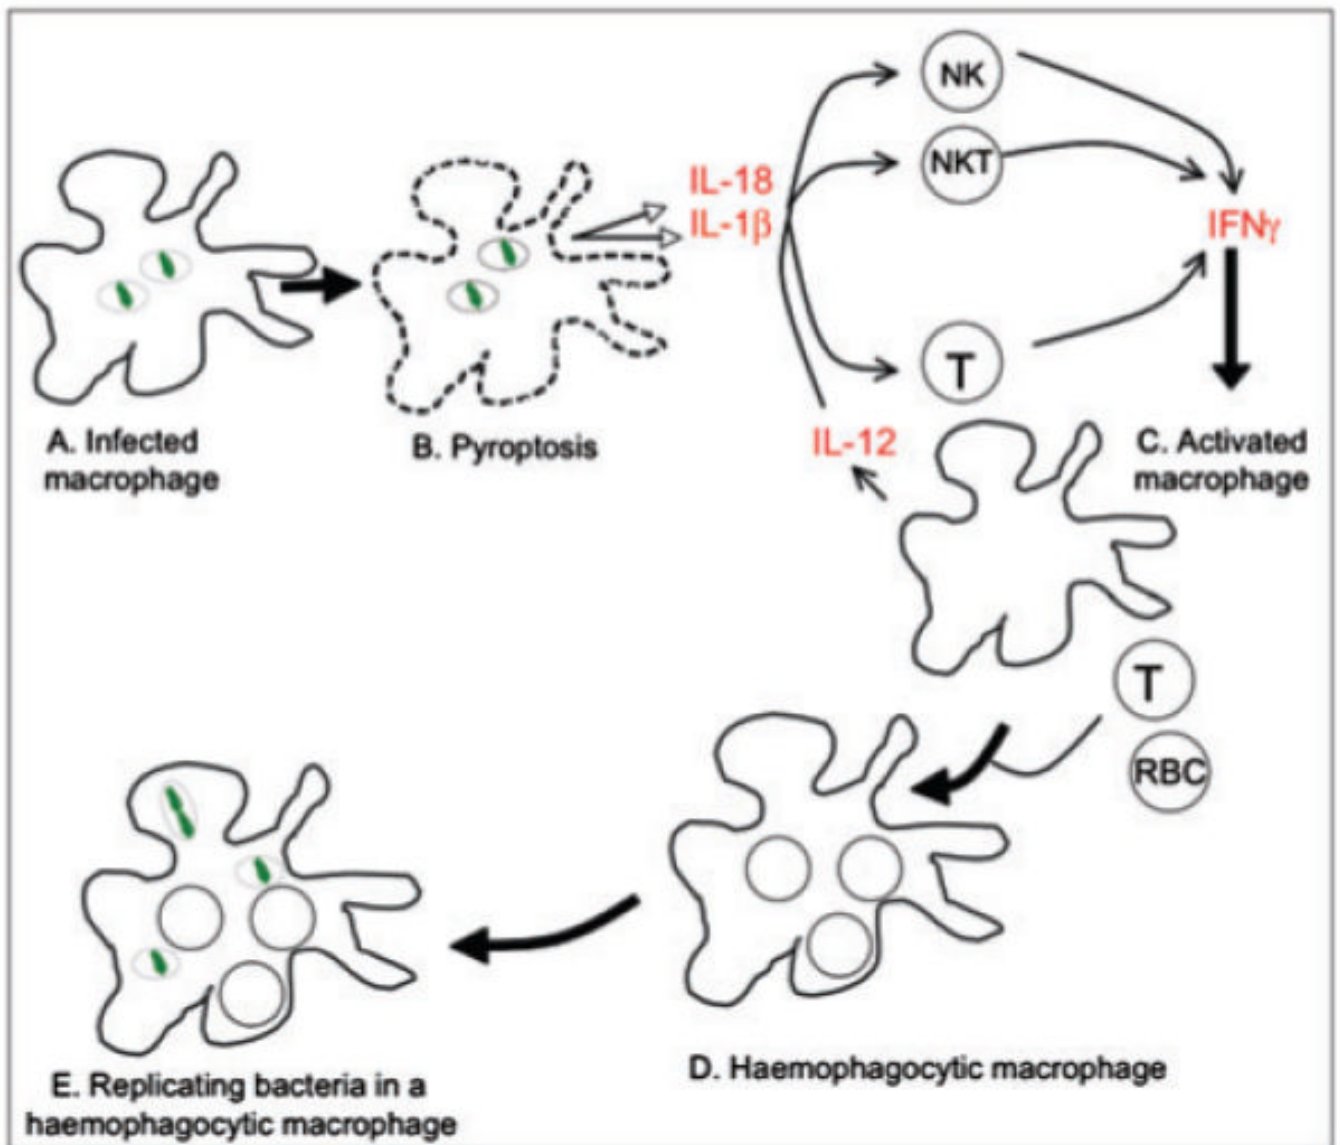 NK
NKT
IL-18
IL-1β
IFNγ
T
A. Infected
macrophage
B. Pyroptosis
IL-12
C. Activated
macrophage
T
RBC
D. Haemophagocytic macrophage
E. Replicating bacteria in a
haemophagocytic macrophage